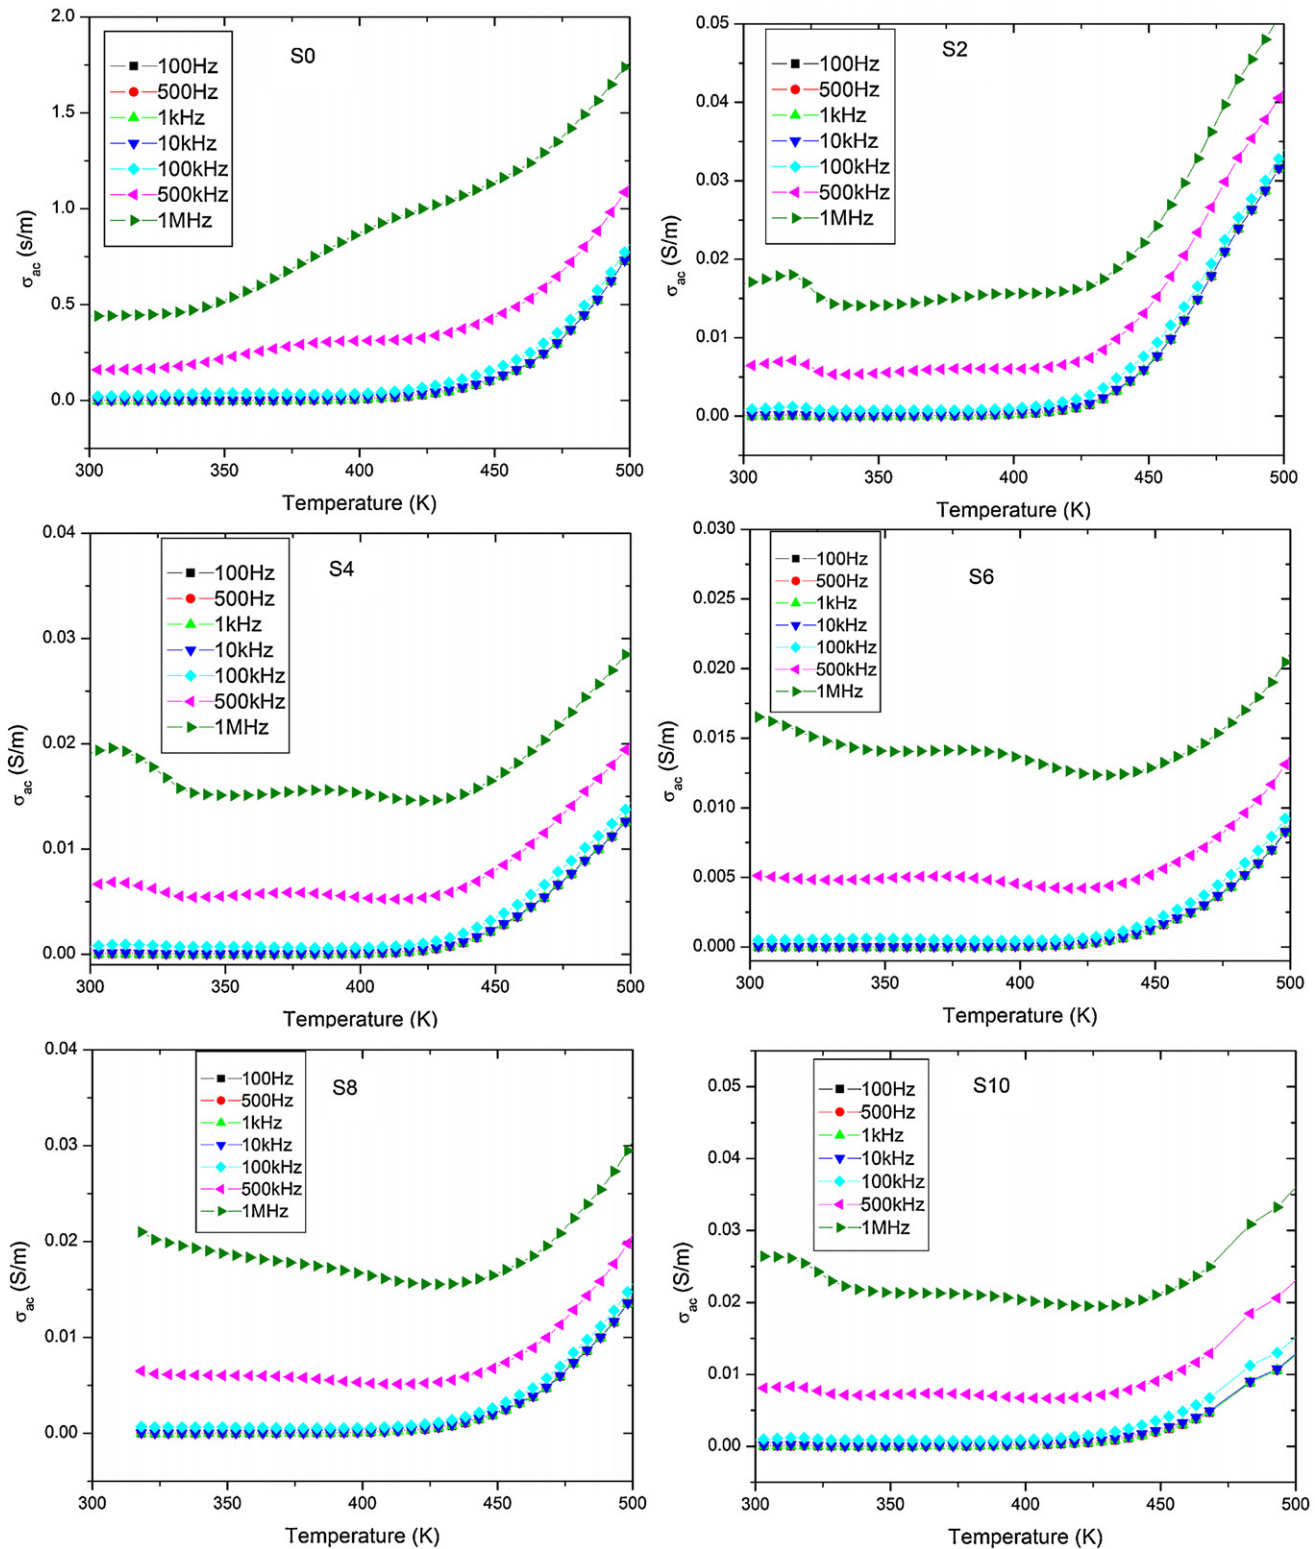 S0
100Hz
500Hz
1kHz
10kHz
100kHz
500kHz
1MHz
2.0
1.5
1.0
0.5
0.0
σac (s/m)
300 350 400 450 500
Temperature (K)
S2
100Hz
500Hz
1kHz
10kHz
100kHz
500kHz
1MHz
0.05
0.04
0.03
0.02
0.01
0.00
σac (S/m)
300 350 400 450 500
Temperature (K)
S4
100Hz
500Hz
1kHz
10kHz
100kHz
500kHz
1MHz
0.04
0.03
0.02
0.01
0.00
σac (S/m)
300 350 400 450 500
Temperature (K)
S6
100Hz
500Hz
1kHz
10kHz
100kHz
500kHz
1MHz
0.030
0.025
0.020
0.015
0.010
0.005
0.000
σac (S/m)
300 350 400 450 500
Temperature (K)
S8
100Hz
500Hz
1kHz
10kHz
100kHz
500kHz
1MHz
0.04
0.03
0.02
0.01
0.00
σac (S/m)
300 350 400 450 500
Temperature (K)
S10
100Hz
500Hz
1kHz
10kHz
100kHz
500kHz
1MHz
0.05
0.04
0.03
0.02
0.01
0.00
σac (S/m)
300 350 400 450 500
Temperature (K)